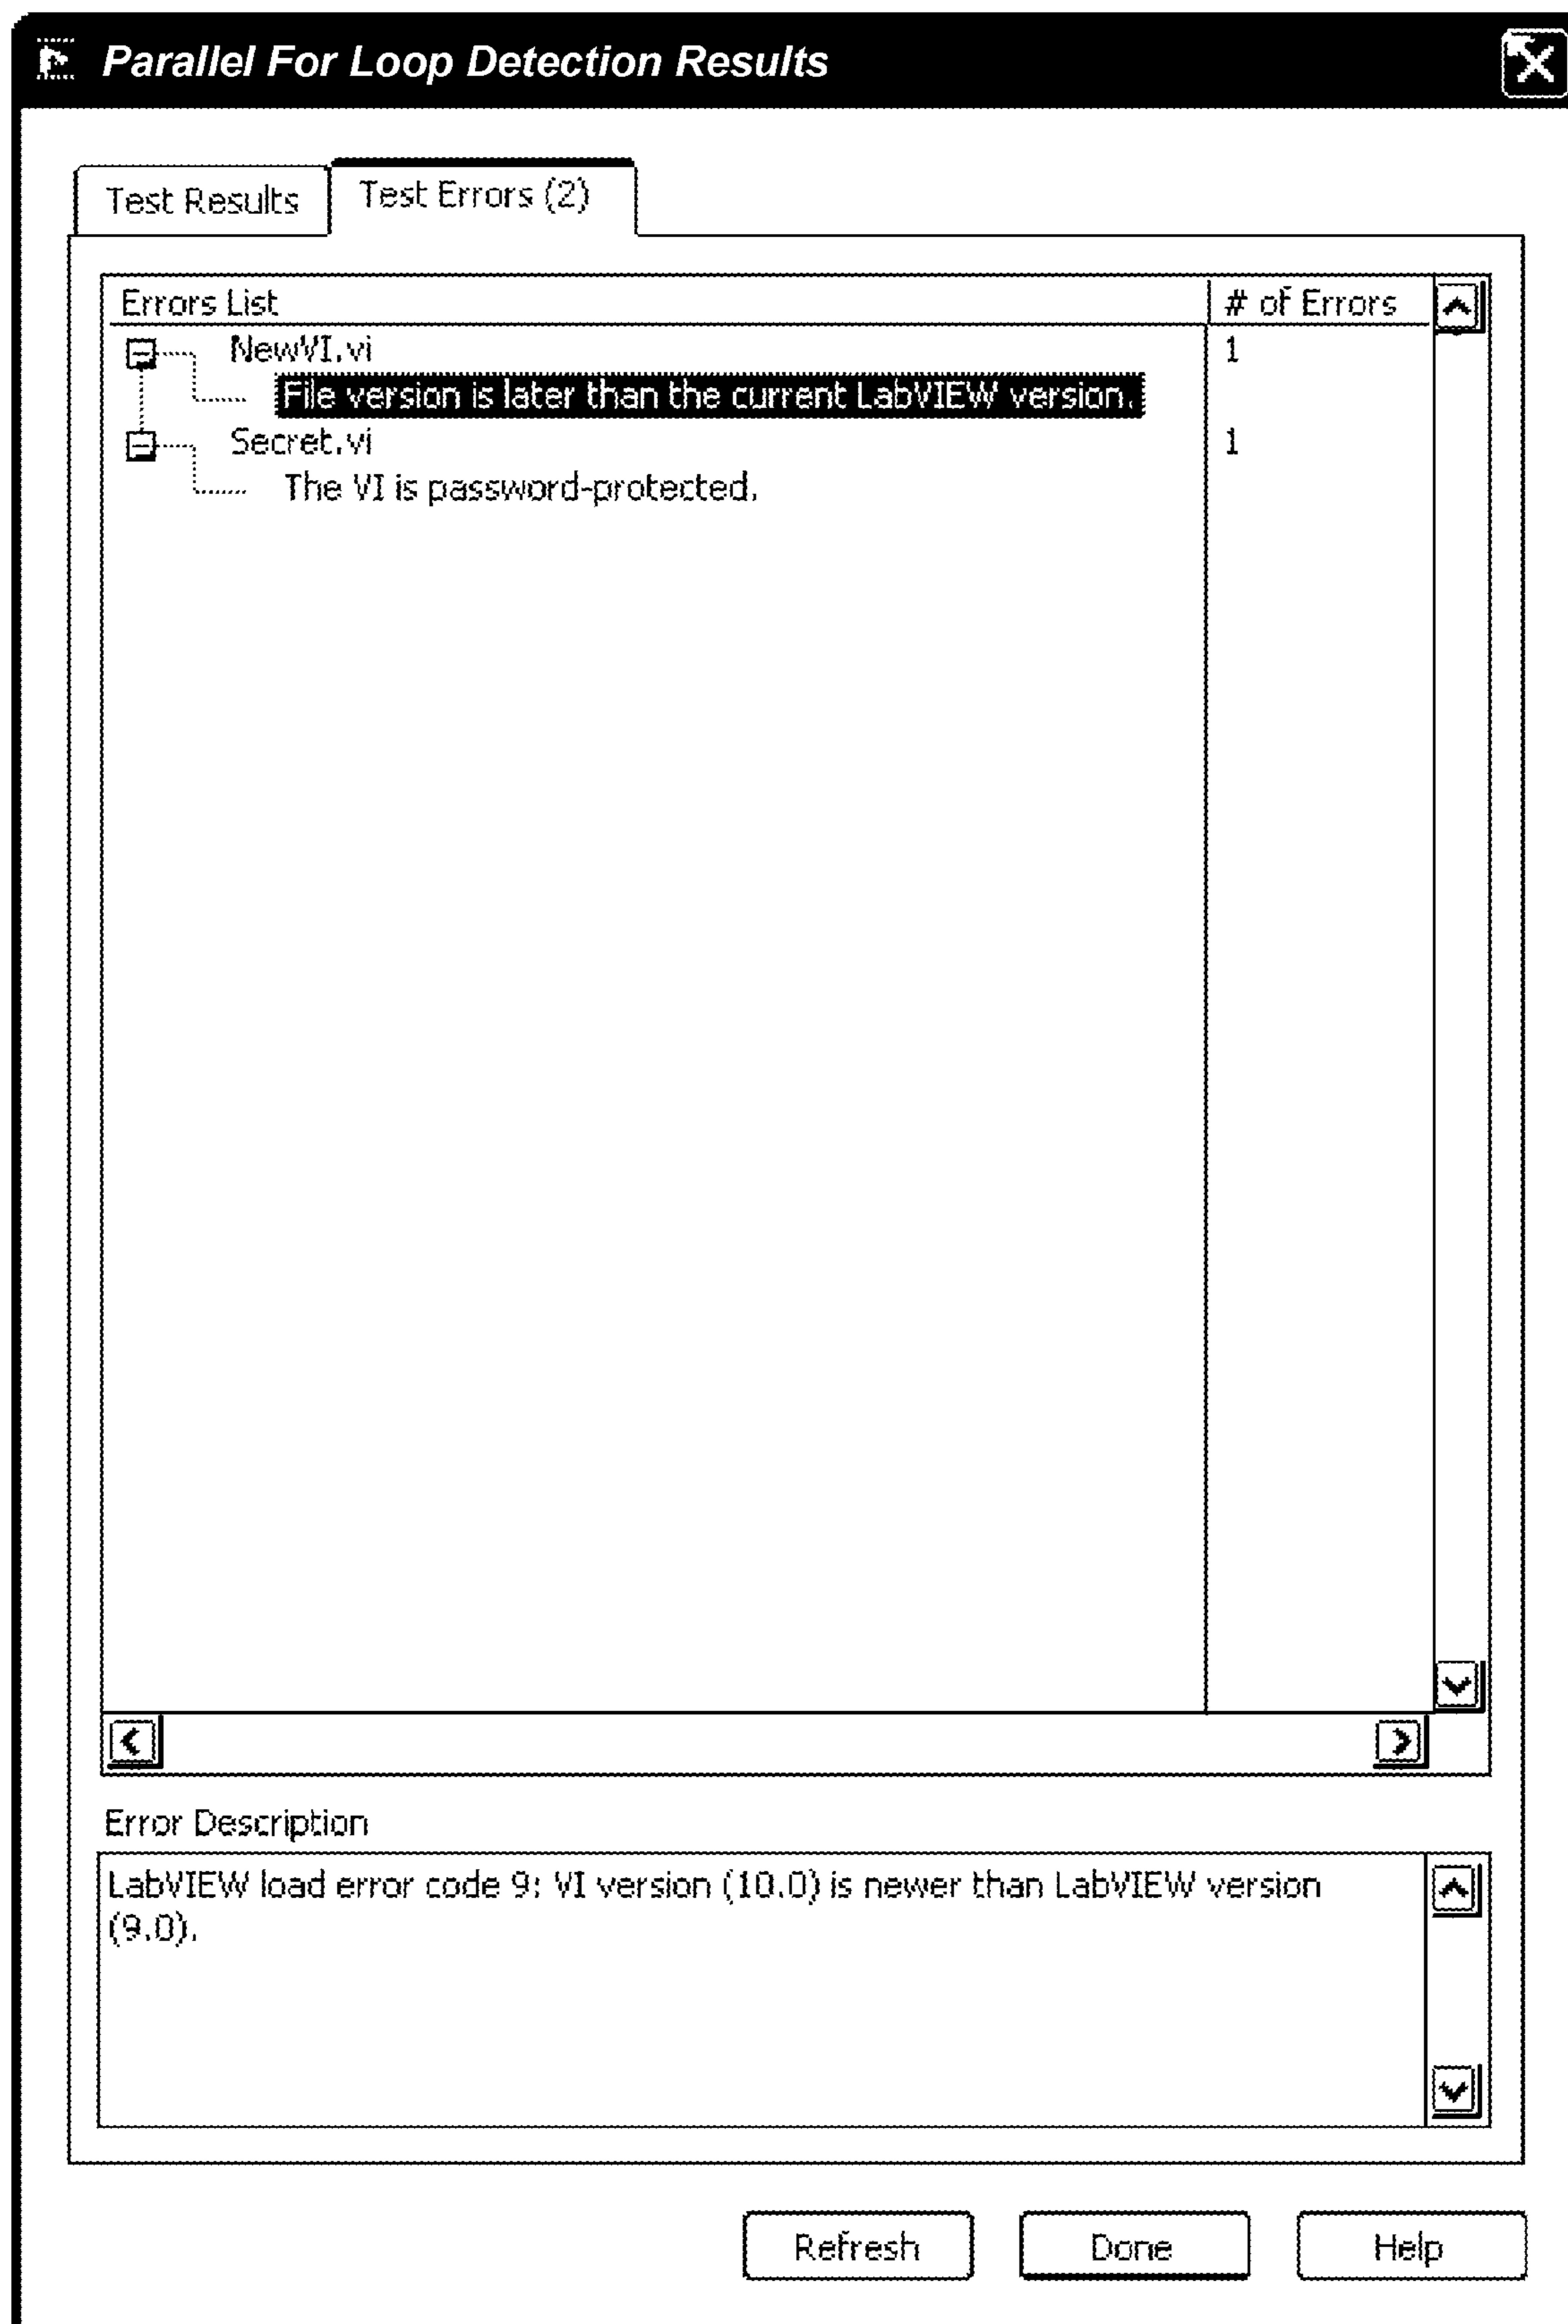 Parallel For Loop Detection Results
Test Results
Test Errors (2)
Errors List
# of Errors
NewVI.vi
1
File version is later than the current LabVIEW version.
Secret.vi
1
The VI is password-protected.
Error Description
LabVIEW load error code 9: VI version (10.0) is newer than LabVIEW version
(9.0).
Refresh
Done
Help